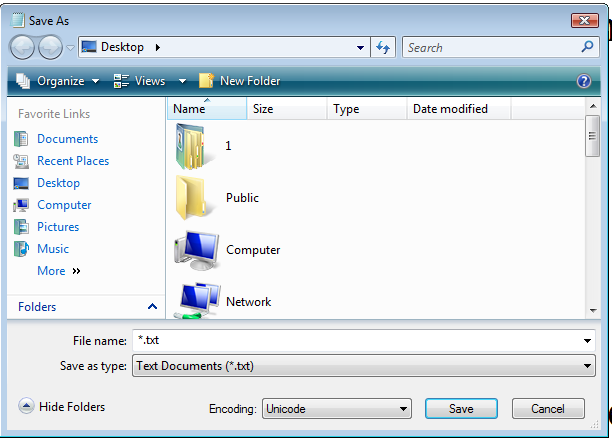 Save As
Desktop
Search
Organize Views New Folder
Favorite Links
Documents
Recent Places
Desktop
Computer
Pictures
Music
More »
Folders
Name Size Type Date modified
1
Public
Computer
Network
File name: *.txt
Save as type: Text Documents (*.txt)
Hide Folders Encoding: Unicode Save Cancel